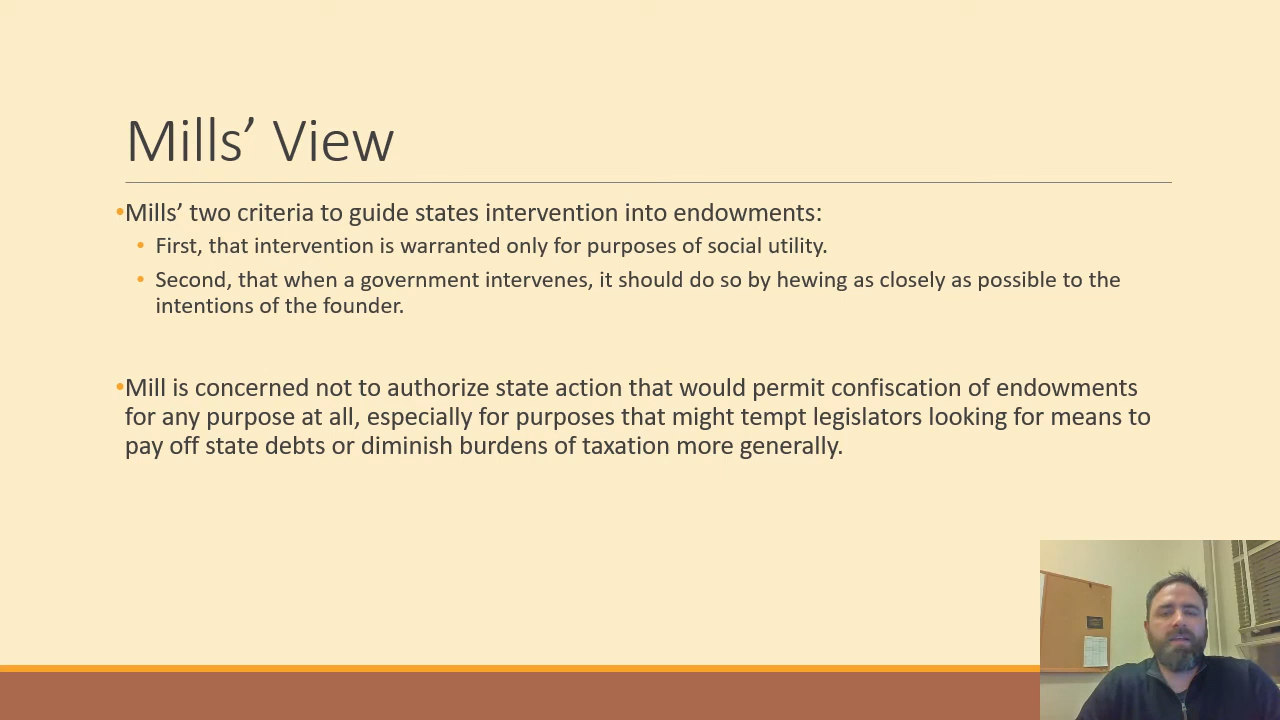 Mills’ View
•Mills’ two criteria to guide states intervention into endowments:
• First, that intervention is warranted only for purposes of social utility.
• Second, that when a government intervenes, it should do so by hewing as closely as possible to the
intentions of the founder.
•Mill is concerned not to authorize state action that would permit confiscation of endowments
for any purpose at all, especially for purposes that might tempt legislators looking for means to
pay off state debts or diminish burdens of taxation more generally.